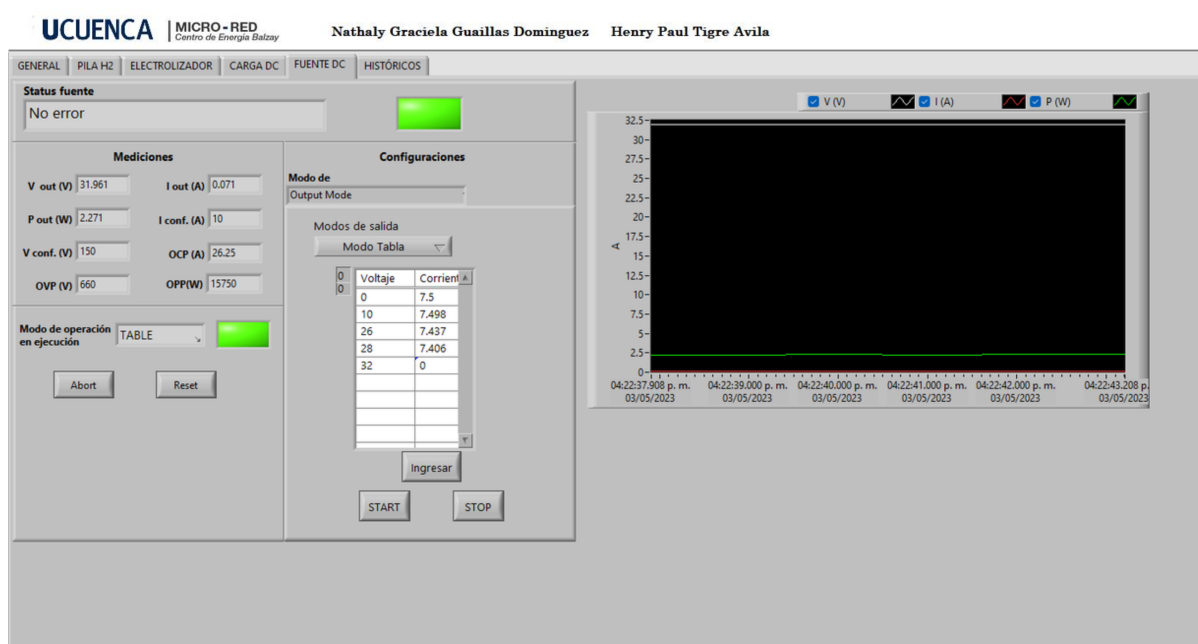 UCUENCA MICRO-RED
Centro de Energía Balzay
Nathaly Graciela Guaillas Dominguez Henry Paul Tigre Avila
GENERAL PILA H2 ELECTROLIZADOR CARGA DC FUENTE DC HISTÓRICOS
Status fuente
No error
Mediciones
V out (V) 31.961 I out (A) 0.071
P out (W) 2.271 I conf. (A) 10
V conf. (V) 150 OCP (A) 26.25
OVP (V) 660 OPP(W) 15750
Modo de operación
en ejecución
TABLE
Abort Reset
Configuraciones
Modo de
Output Mode
Modos de salida
Modo Tabla
0
0
Voltaje Corrient
0 7.5
10 7.498
26 7.437
28 7.406
32 0
Ingresar
START STOP
V (V) I (A) P (W)
32.5
30
27.5
25
22.5
20
17.5
15
12.5
10
7.5
5
2.5
0
A
04:22:37.908 p. m. 04:22:39.000 p. m. 04:22:40.000 p. m. 04:22:41.000 p. m. 04:22:42.000 p. m. 04:22:43.208 p.
03/05/2023 03/05/2023 03/05/2023 03/05/2023 03/05/2023 03/05/2023